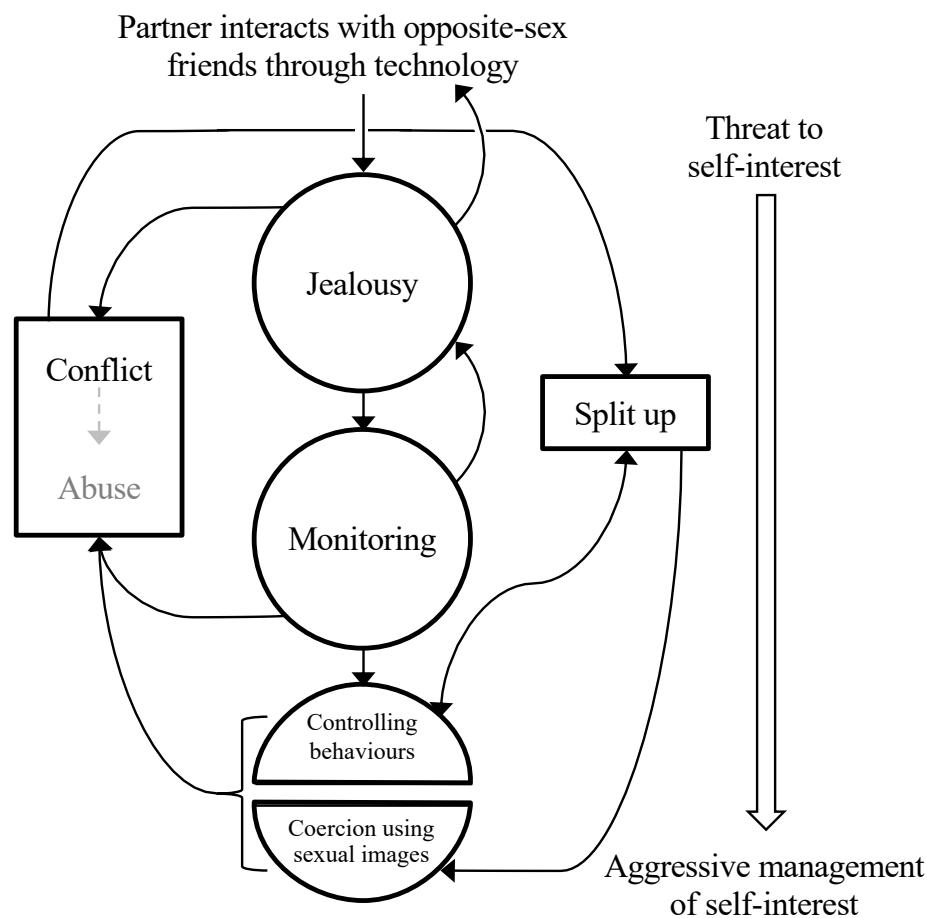 Partner interacts with opposite-sex
friends through technology
Threat to
self-interest
Jealousy
Conflict
Abuse
Split up
Monitoring
Controlling
behaviours
Coercion using
sexual images
Aggressive management
of self-interest